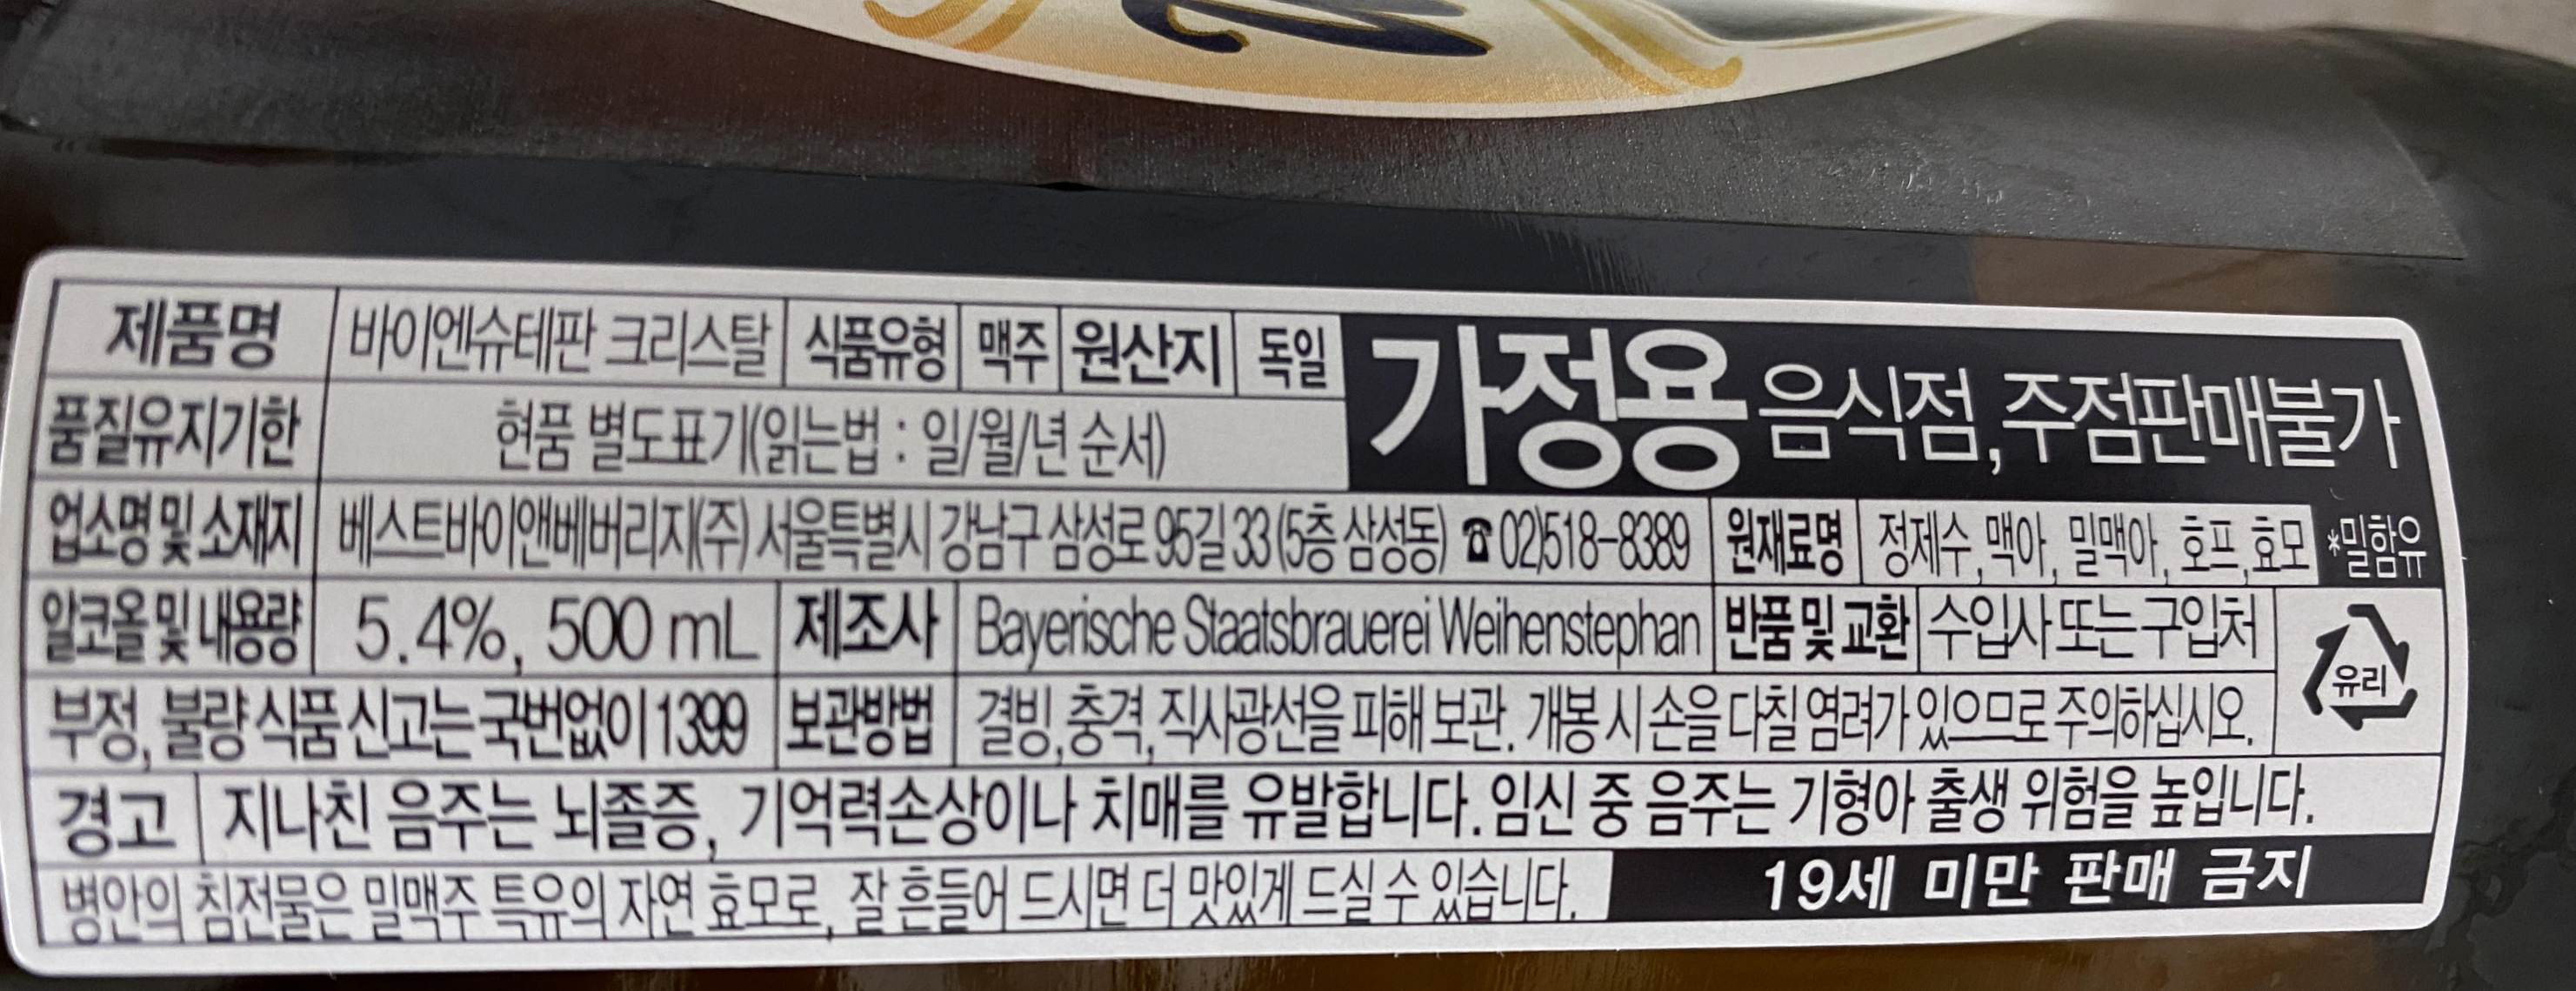 제품명 바이엔슈테판 크리스탈 식품유형 맥주 원산지 독일
가정용 음식점,주점판매불가
품질유지기한 현품 별도표기(읽는법 : 일/월/년 순서)
업소명 및 소재지 베스트바이앤베버리지(주) 서울특별시 강남구 삼성로 95길 33 (5층 삼성동) ☎ 02)518-8389 원재료명 정제수, 맥아, 밀맥아, 호프, 효모 *밀함유
알코올 및 내용량 5.4%, 500 mL 제조사 Bayerische Staatsbrauerei Weihenstephan 반품 및 교환 수입사 또는 구입처
유리
부정, 불량 식품 신고는 국번없이 1399 보관방법 결빙, 충격, 직사광선을 피해 보관. 개봉 시 손을 다칠 염려가 있으므로 주의하십시오.
경고 지나친 음주는 뇌졸증, 기억력손상이나 치매를 유발합니다. 임신 중 음주는 기형아 출생 위험을 높입니다.
병안의 침전물은 밀맥주 특유의 자연 효모로, 잘 흔들어 드시면 더 맛있게 드실 수 있습니다.
19세 미만 판매 금지